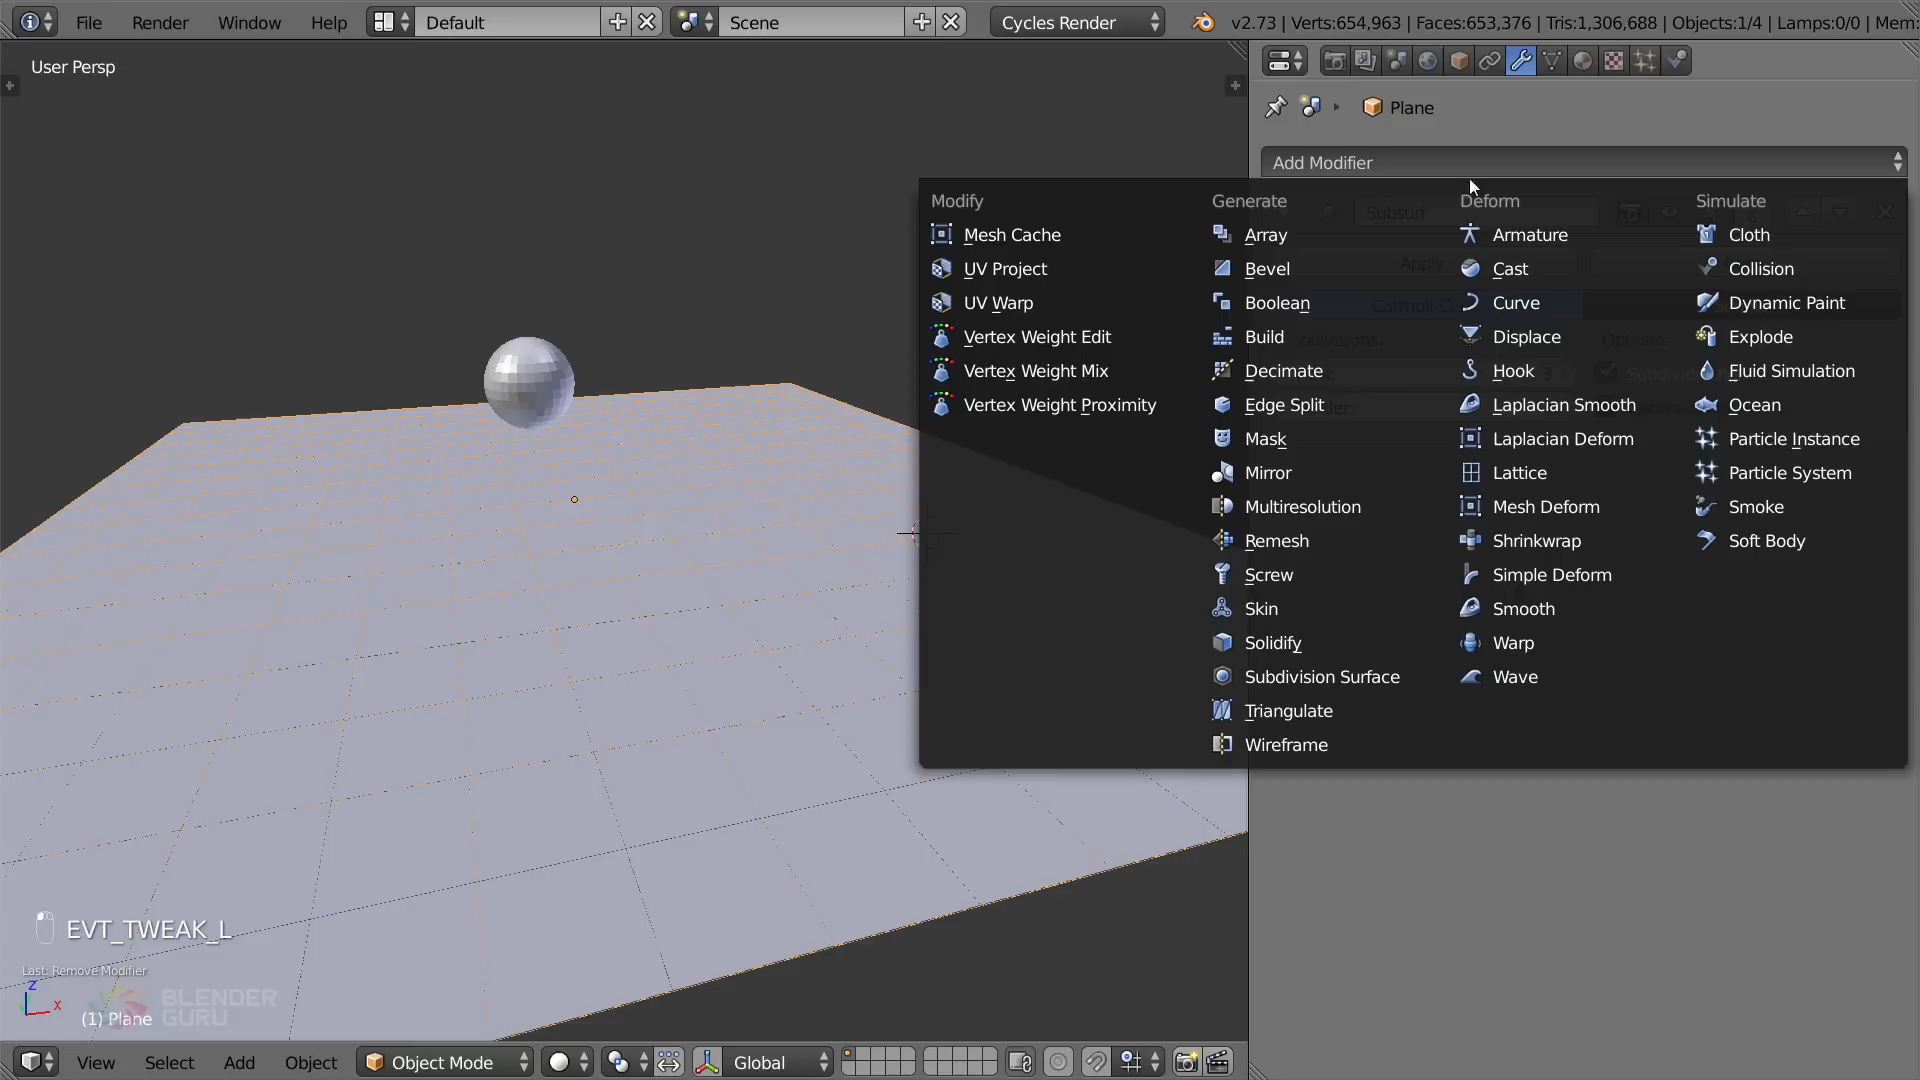 File Render Window Help Default Scene Cycles Render v2.73 | Verts:654,963 | Faces:653,376 | Tris:1,306,688 | Objects:1/4 | Lamps:0/0 | Mem:
User Persp
Plane
Add Modifier
Modify Generate Deform Simulate
Subsurf
Mesh Cache Array Armature Cloth
UV Project Bevel Cast Collision
Apply
UV Warp Boolean Curve Dynamic Paint
Vertex Weight Edit Build Displace Explode
Vertex Weight Mix Decimate Hook Fluid Simulation
3
Vertex Weight Proximity Edge Split Laplacian Smooth Ocean
Mask Laplacian Deform Particle Instance
Mirror Lattice Particle System
Multiresolution Mesh Deform Smoke
Remesh Shrinkwrap Soft Body
Screw Simple Deform
Skin Smooth
Solidify Warp
Subdivision Surface Wave
Triangulate
Wireframe
EVT_TWEAK_L
Last: Remove Modifier
z
x
BLENDER
GURU
(1) Plane
View Select Add Object Object Mode Global